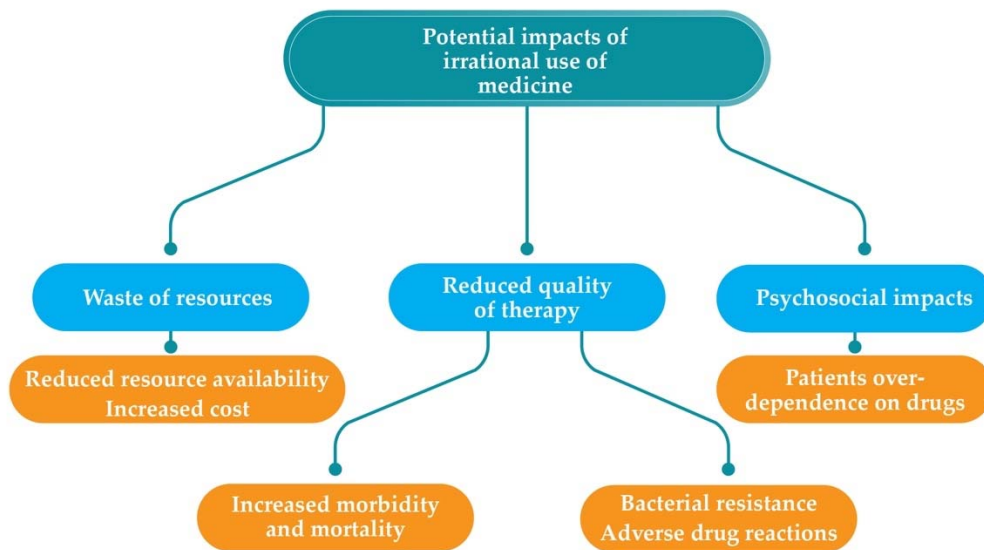 Potential impacts of
irrational use of
medicine
Waste of resources
Reduced quality
of therapy
Psychosocial impacts
Reduced resource availability
Increased cost
Patients over-
dependence on drugs
Increased morbidity
and mortality
Bacterial resistance
Adverse drug reactions